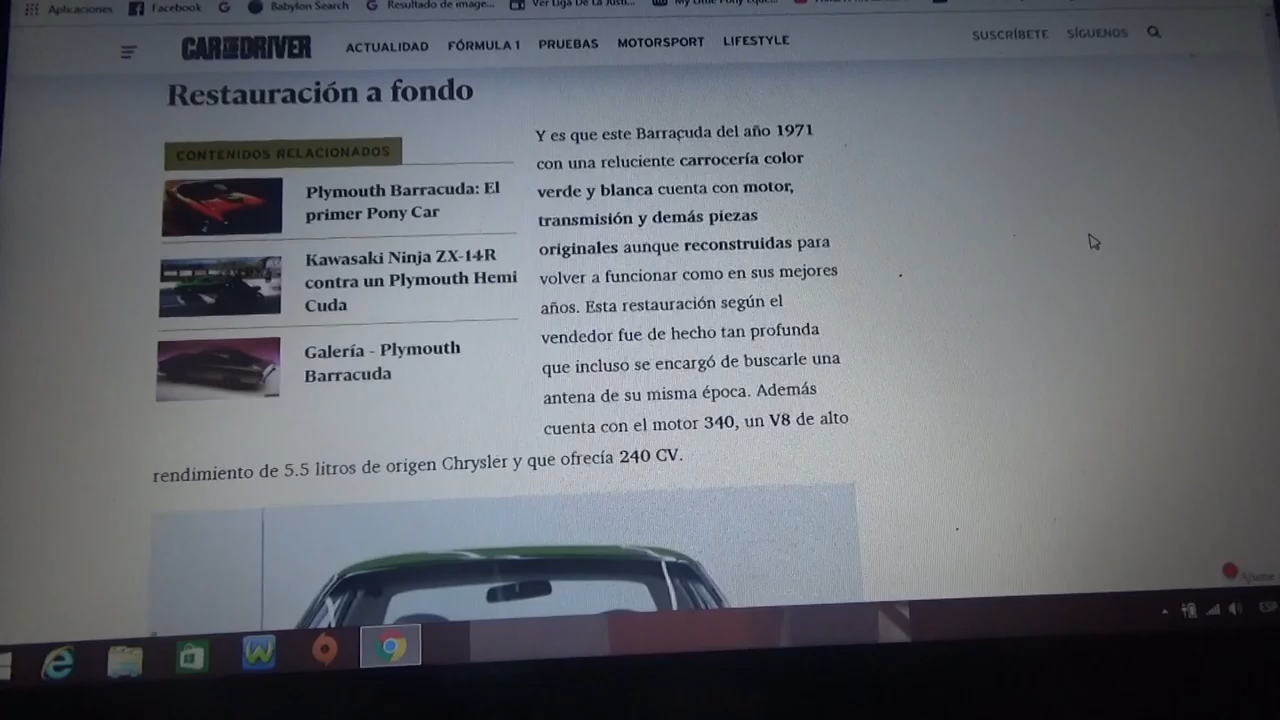 Aplicaciones Facebook Babylon Search Resultado de image...
CAR AND DRIVER ACTUALIDAD FÓRMULA 1 PRUEBAS MOTORSPORT LIFESTYLE SUSCRÍBETE SÍGUENOS
Restauración a fondo
CONTENIDOS RELACIONADOS
Plymouth Barracuda: El
primer Pony Car
Kawasaki Ninja ZX-14R
contra un Plymouth Hemi
Cuda
Galería - Plymouth
Barracuda
Y es que este Barracuda del año 1971
con una reluciente carrocería color
verde y blanca cuenta con motor,
transmisión y demás piezas
originales aunque reconstruidas para
volver a funcionar como en sus mejores
años. Esta restauración según el
vendedor fue de hecho tan profunda
que incluso se encargó de buscarle una
antena de su misma época. Además
cuenta con el motor 340, un V8 de alto
rendimiento de 5.5 litros de origen Chrysler y que ofrecía 240 CV.
ESP